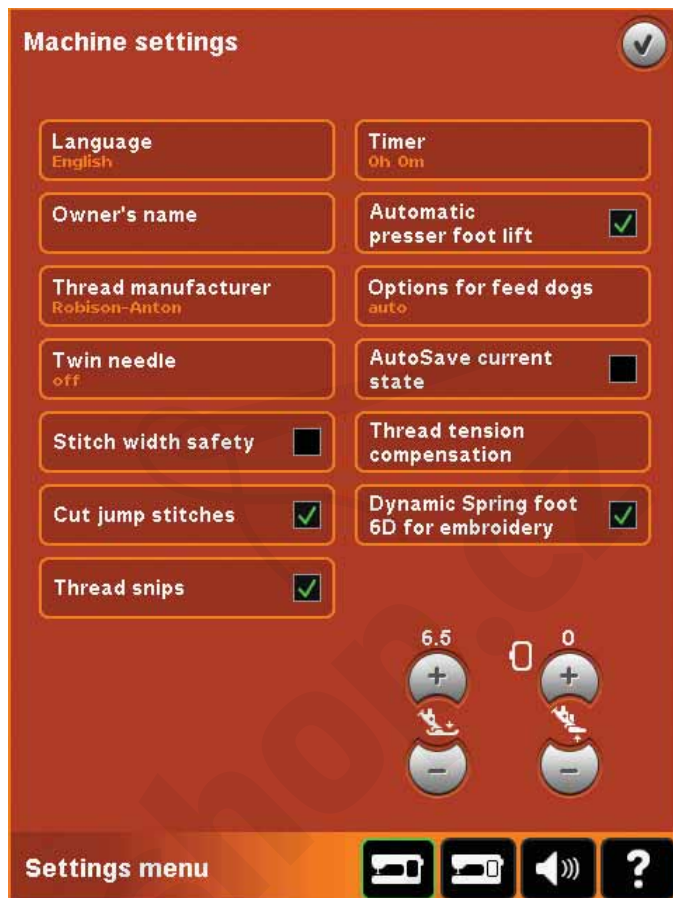 Machine settings
Language
English
Owner's name
Thread manufacturer
Robison-Anton
Twin needle
off
Stitch width safety
Cut jump stitches
Thread snips
Timer
0h 0m
Automatic
presser foot lift
Options for feed dogs
auto
AutoSave current
state
Thread tension
compensation
Dynamic Spring foot
6D for embroidery
6.5
0
+
+
-
-
Settings menu
?